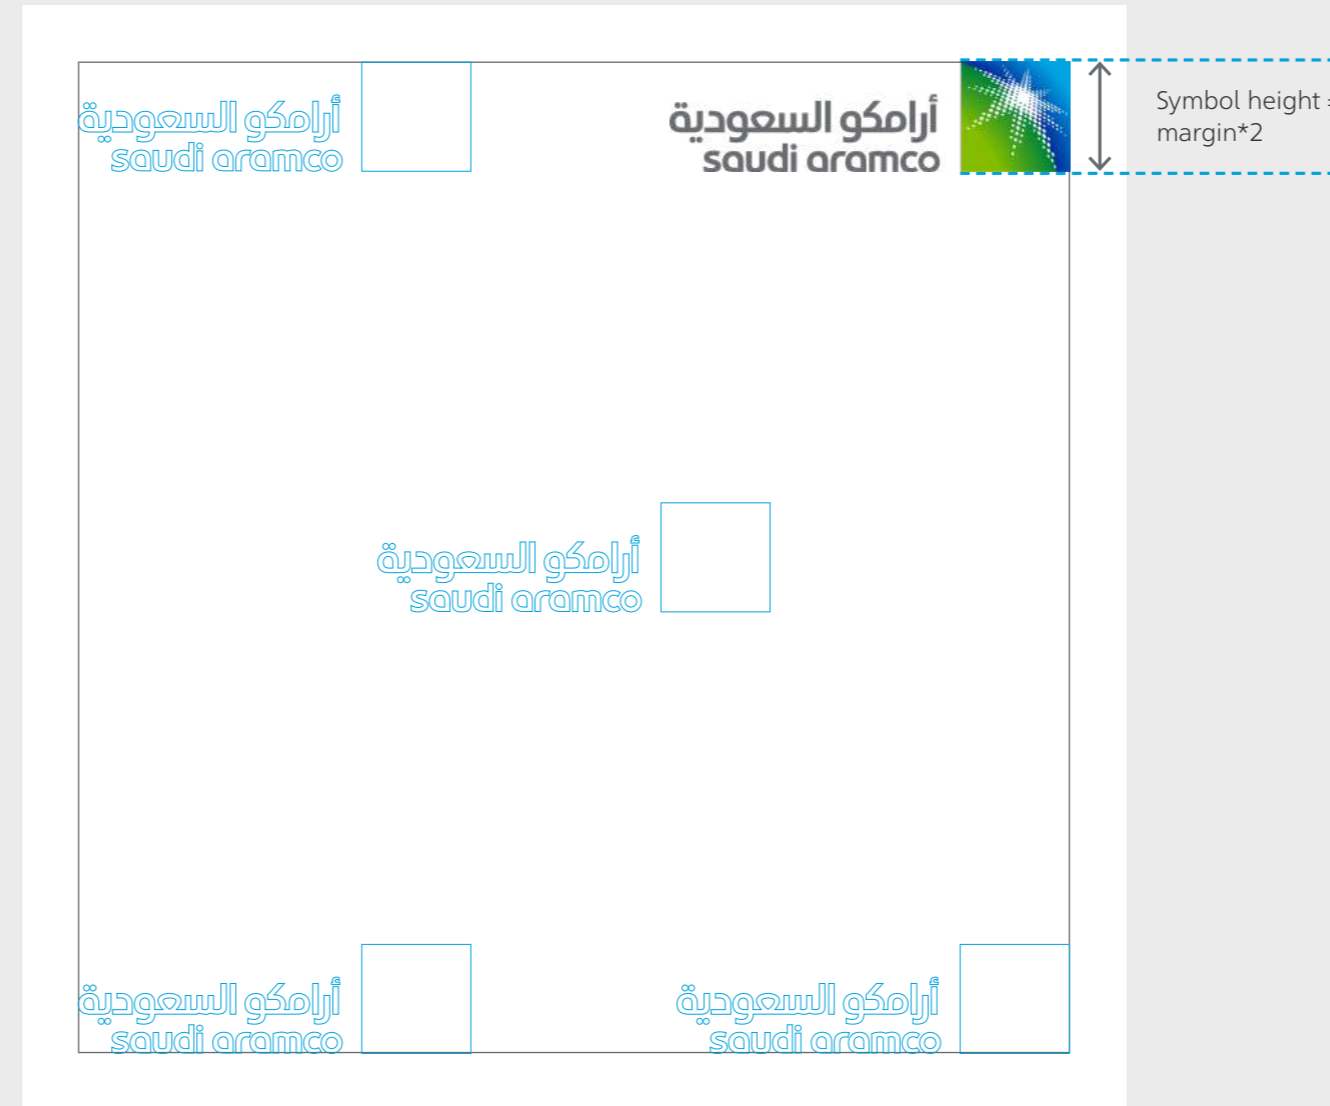 أرامكو السعودية
saudi aramco
أرامكو السعودية
saudi aramco
Symbol height =
margin*2
أرامكو السعودية
saudi aramco
أرامكو السعودية
saudi aramco
أرامكو السعودية
saudi aramco